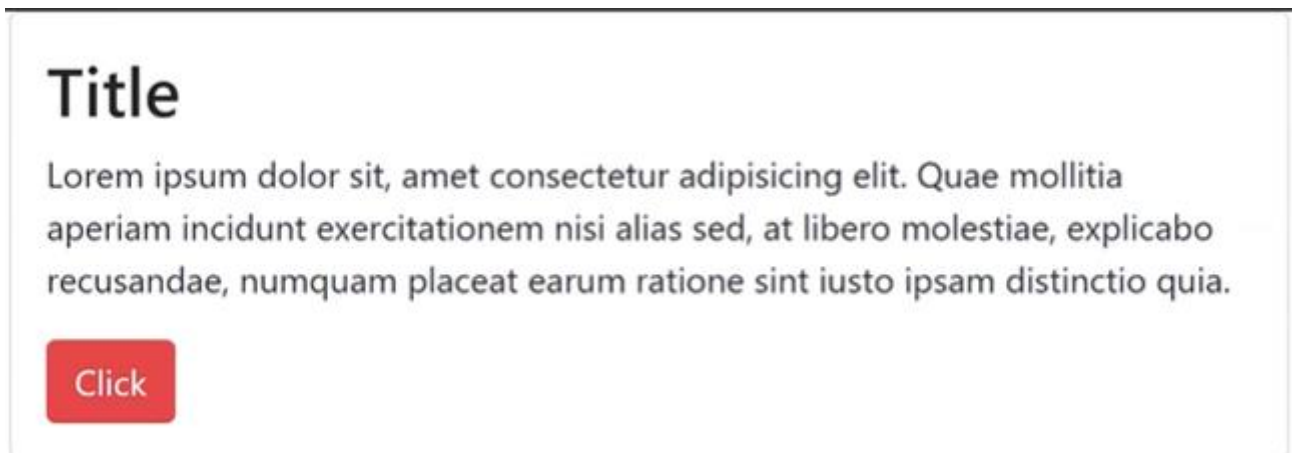 Title
Lorem ipsum dolor sit, amet consectetur adipisicing elit. Quae mollitia
aperiam incidunt exercitationem nisi alias sed, at libero molestiae, explicabo
recusandae, numquam placeat earum ratione sint iusto ipsam distinctio quia.
Click